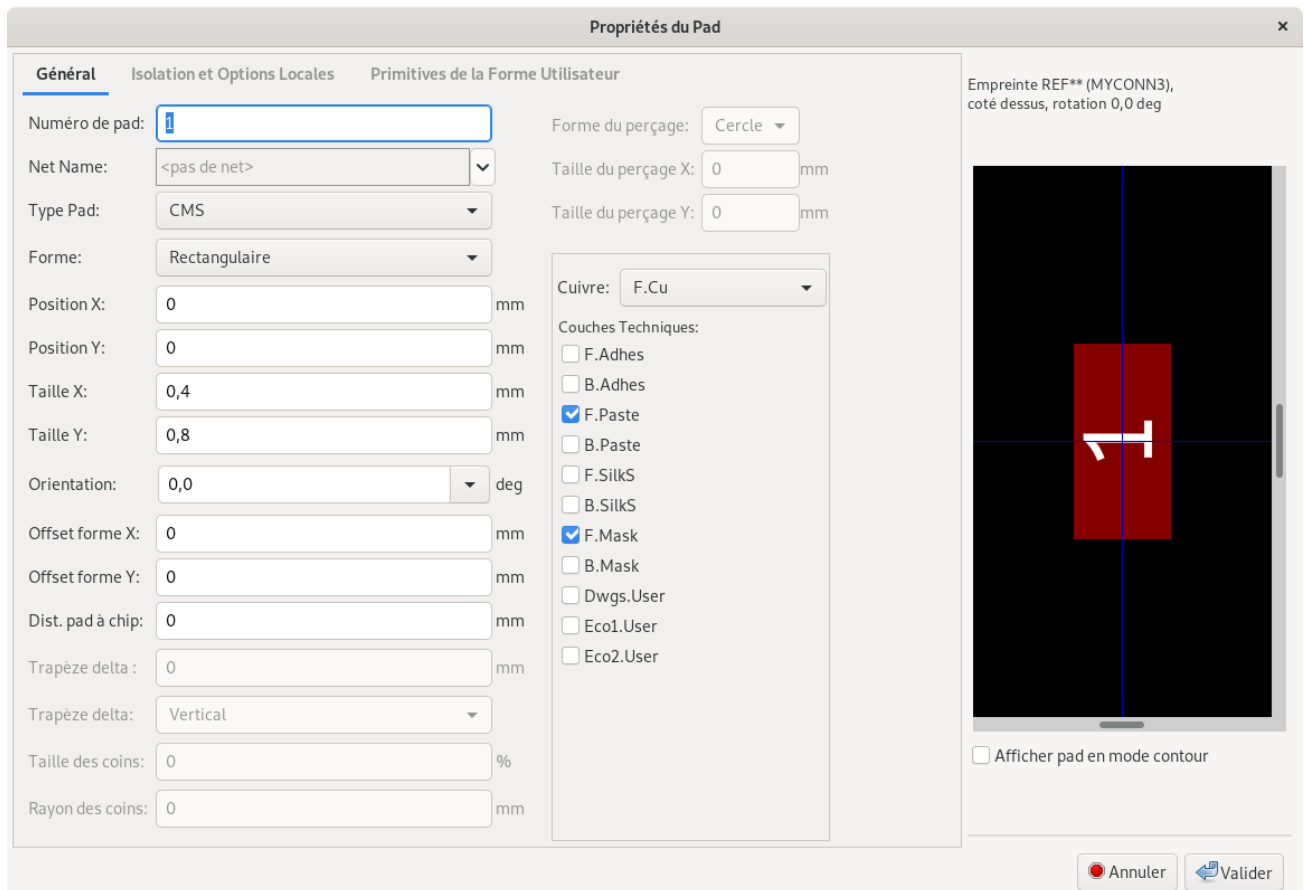 Propriétés du Pad
×
Général Isolation et Options Locales Primitives de la Forme Utilisateur
Numéro de pad: 1
Net Name: <pas de net>
Type Pad: CMS
Forme: Rectangulaire
Position X: 0 mm
Position Y: 0 mm
Taille X: 0,4 mm
Taille Y: 0,8 mm
Orientation: 0,0 deg
Offset forme X: 0 mm
Offset forme Y: 0 mm
Dist. pad à chip: 0 mm
Trapèze delta : 0 mm
Trapèze delta: Vertical
Taille des coins: 0 %
Rayon des coins: 0 mm
Forme du perçage: Cercle
Taille du perçage X: 0 mm
Taille du perçage Y: 0 mm
Cuivre: F.Cu
Couches Techniques:
F.Adhes
B.Adhes
F.Paste
B.Paste
F.SilkS
B.SilkS
F.Mask
B.Mask
Dwgs.User
Eco1.User
Eco2.User
Empreinte REF** (MYCONN3),
coté dessus, rotation 0,0 deg
1
Afficher pad en mode contour
Annuler Valider